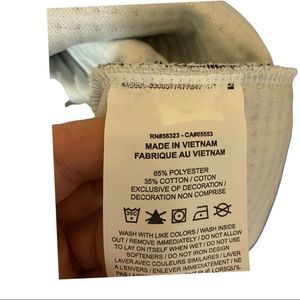 RN#56323 - CA#05553
MADE IN VIETNAM
FABRIQUE AU VIETNAM
65% POLYESTER
35% COTTON / COTON
EXCLUSIVE OF DECORATION /
DECORATION NON COMPRISE
WASH WITH LIKE COLORS / WASH INSIDE
OUT / REMOVE IMMEDIATELY / DO NOT ALLOW
TO LAY ON ITSELF WHEN WET / DO NOT USE
SOFTENERS / DO NOT IRON DESIGN
LAVER AVEC COULEURS SIMILAIRES / LAVER
A L'ENVERS / ENLEVER IMMEDIATEMENT / NE